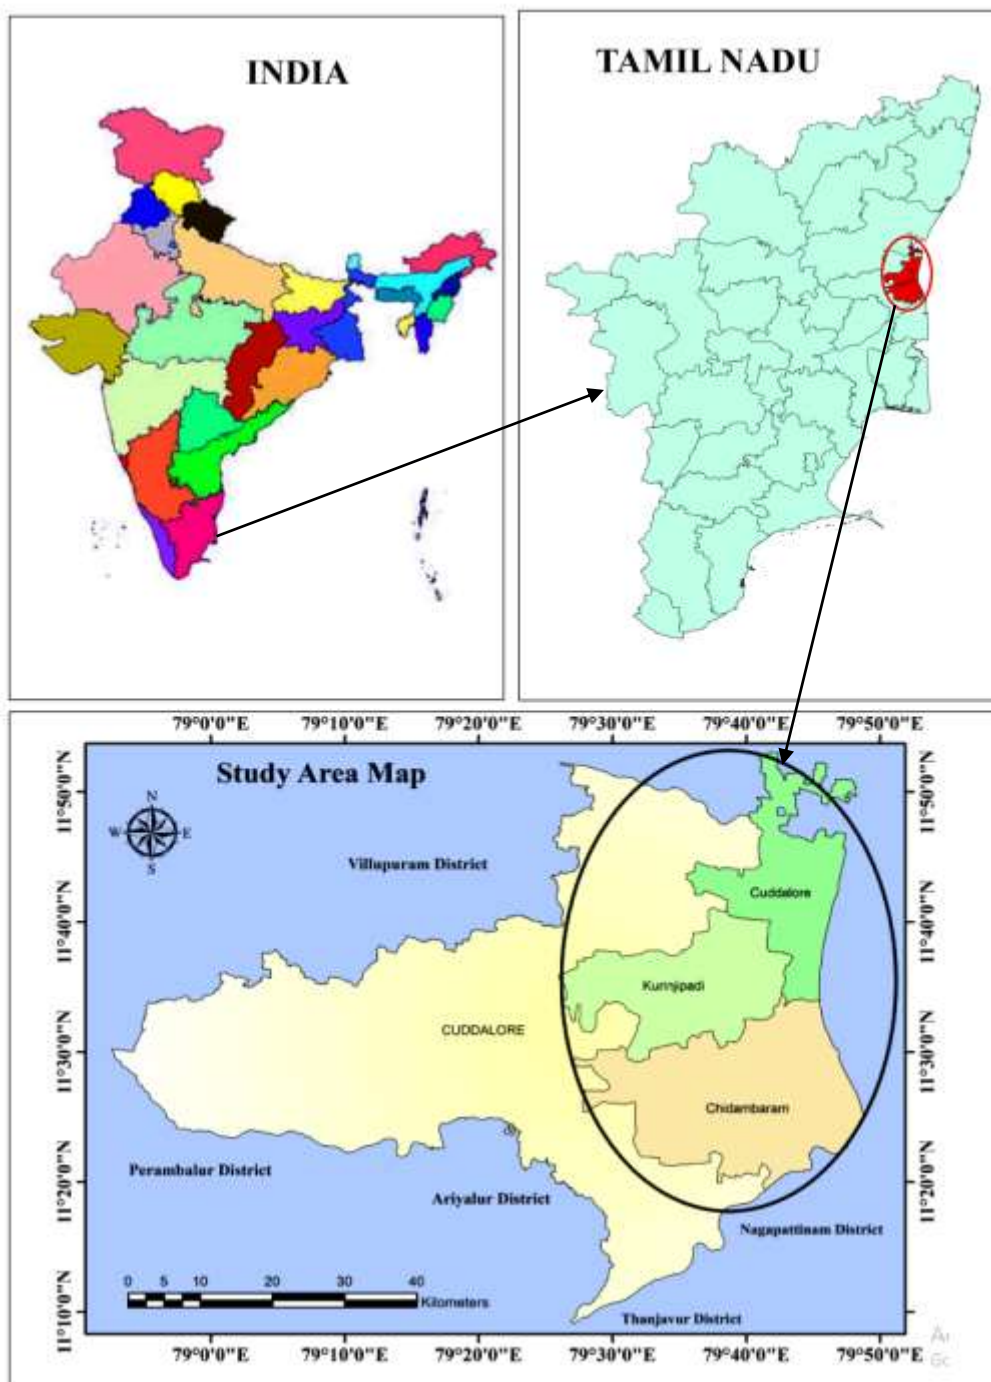 INDIA
TAMIL NADU
79°0'0"E 79°10'0"E 79°20'0"E 79°30'0"E 79°40'0"E 79°50'0"E
Study Area Map
N
W E
S
11°50'0"N 11°50'0"N
Villupuram District
Cuddalore
11°40'0"N 11°40'0"N
Kurinjipadi
CUDDALORE
11°30'0"N 11°30'0"N
Chidambaram
Perambalur District
11°20'0"N 11°20'0"N
Ariyalur District
Nagapattinam District
0 5 10 20 30 40
Kilometers
Thanjavur District
11°10'0"N 11°10'0"N
79°0'0"E 79°10'0"E 79°20'0"E 79°30'0"E 79°40'0"E 79°50'0"E